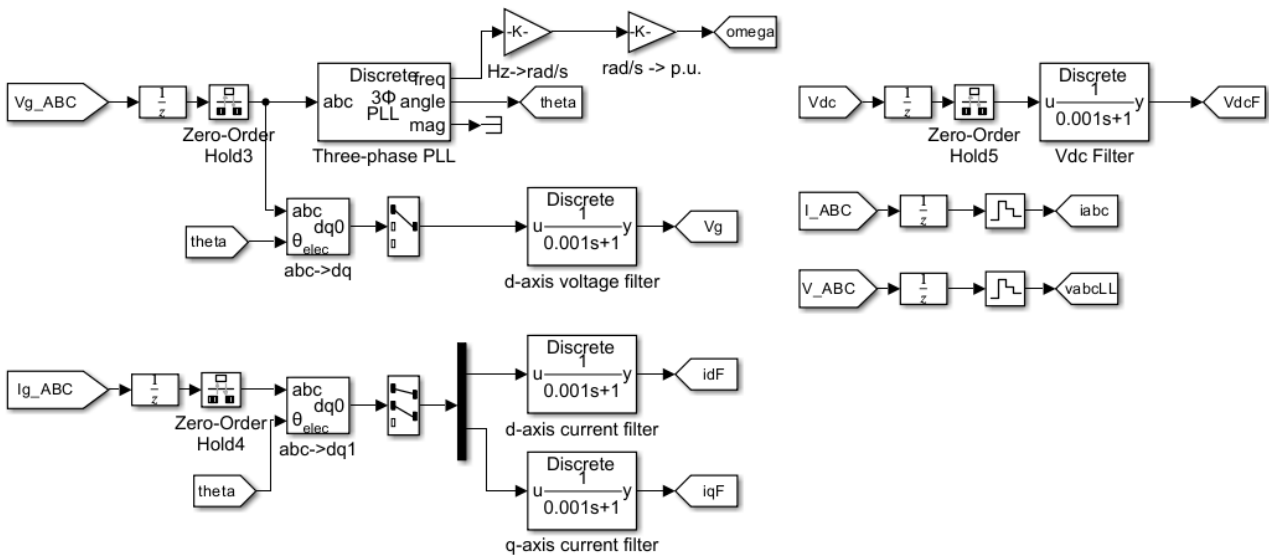 -K-
-K-
omega
Hz->rad/s
rad/s -> p.u.
Vg_ABC
1
z
Zero-Order
Hold3
abc
Discrete
3Φ
PLL
freq
angle
mag
Three-phase PLL
theta
Vdc
1
z
Zero-Order
Hold5
Discrete
u 1 y
0.001s+1
Vdc Filter
VdcF
theta
abc
dq0
θelec
abc->dq
Discrete
u 1 y
0.001s+1
d-axis voltage filter
Vg
I_ABC
1
z
iabc
V_ABC
1
z
vabcLL
Ig_ABC
1
z
Zero-Order
Hold4
theta
abc
dq0
θelec
abc->dq1
Discrete
u 1 y
0.001s+1
d-axis current filter
idF
Discrete
u 1 y
0.001s+1
q-axis current filter
iqF